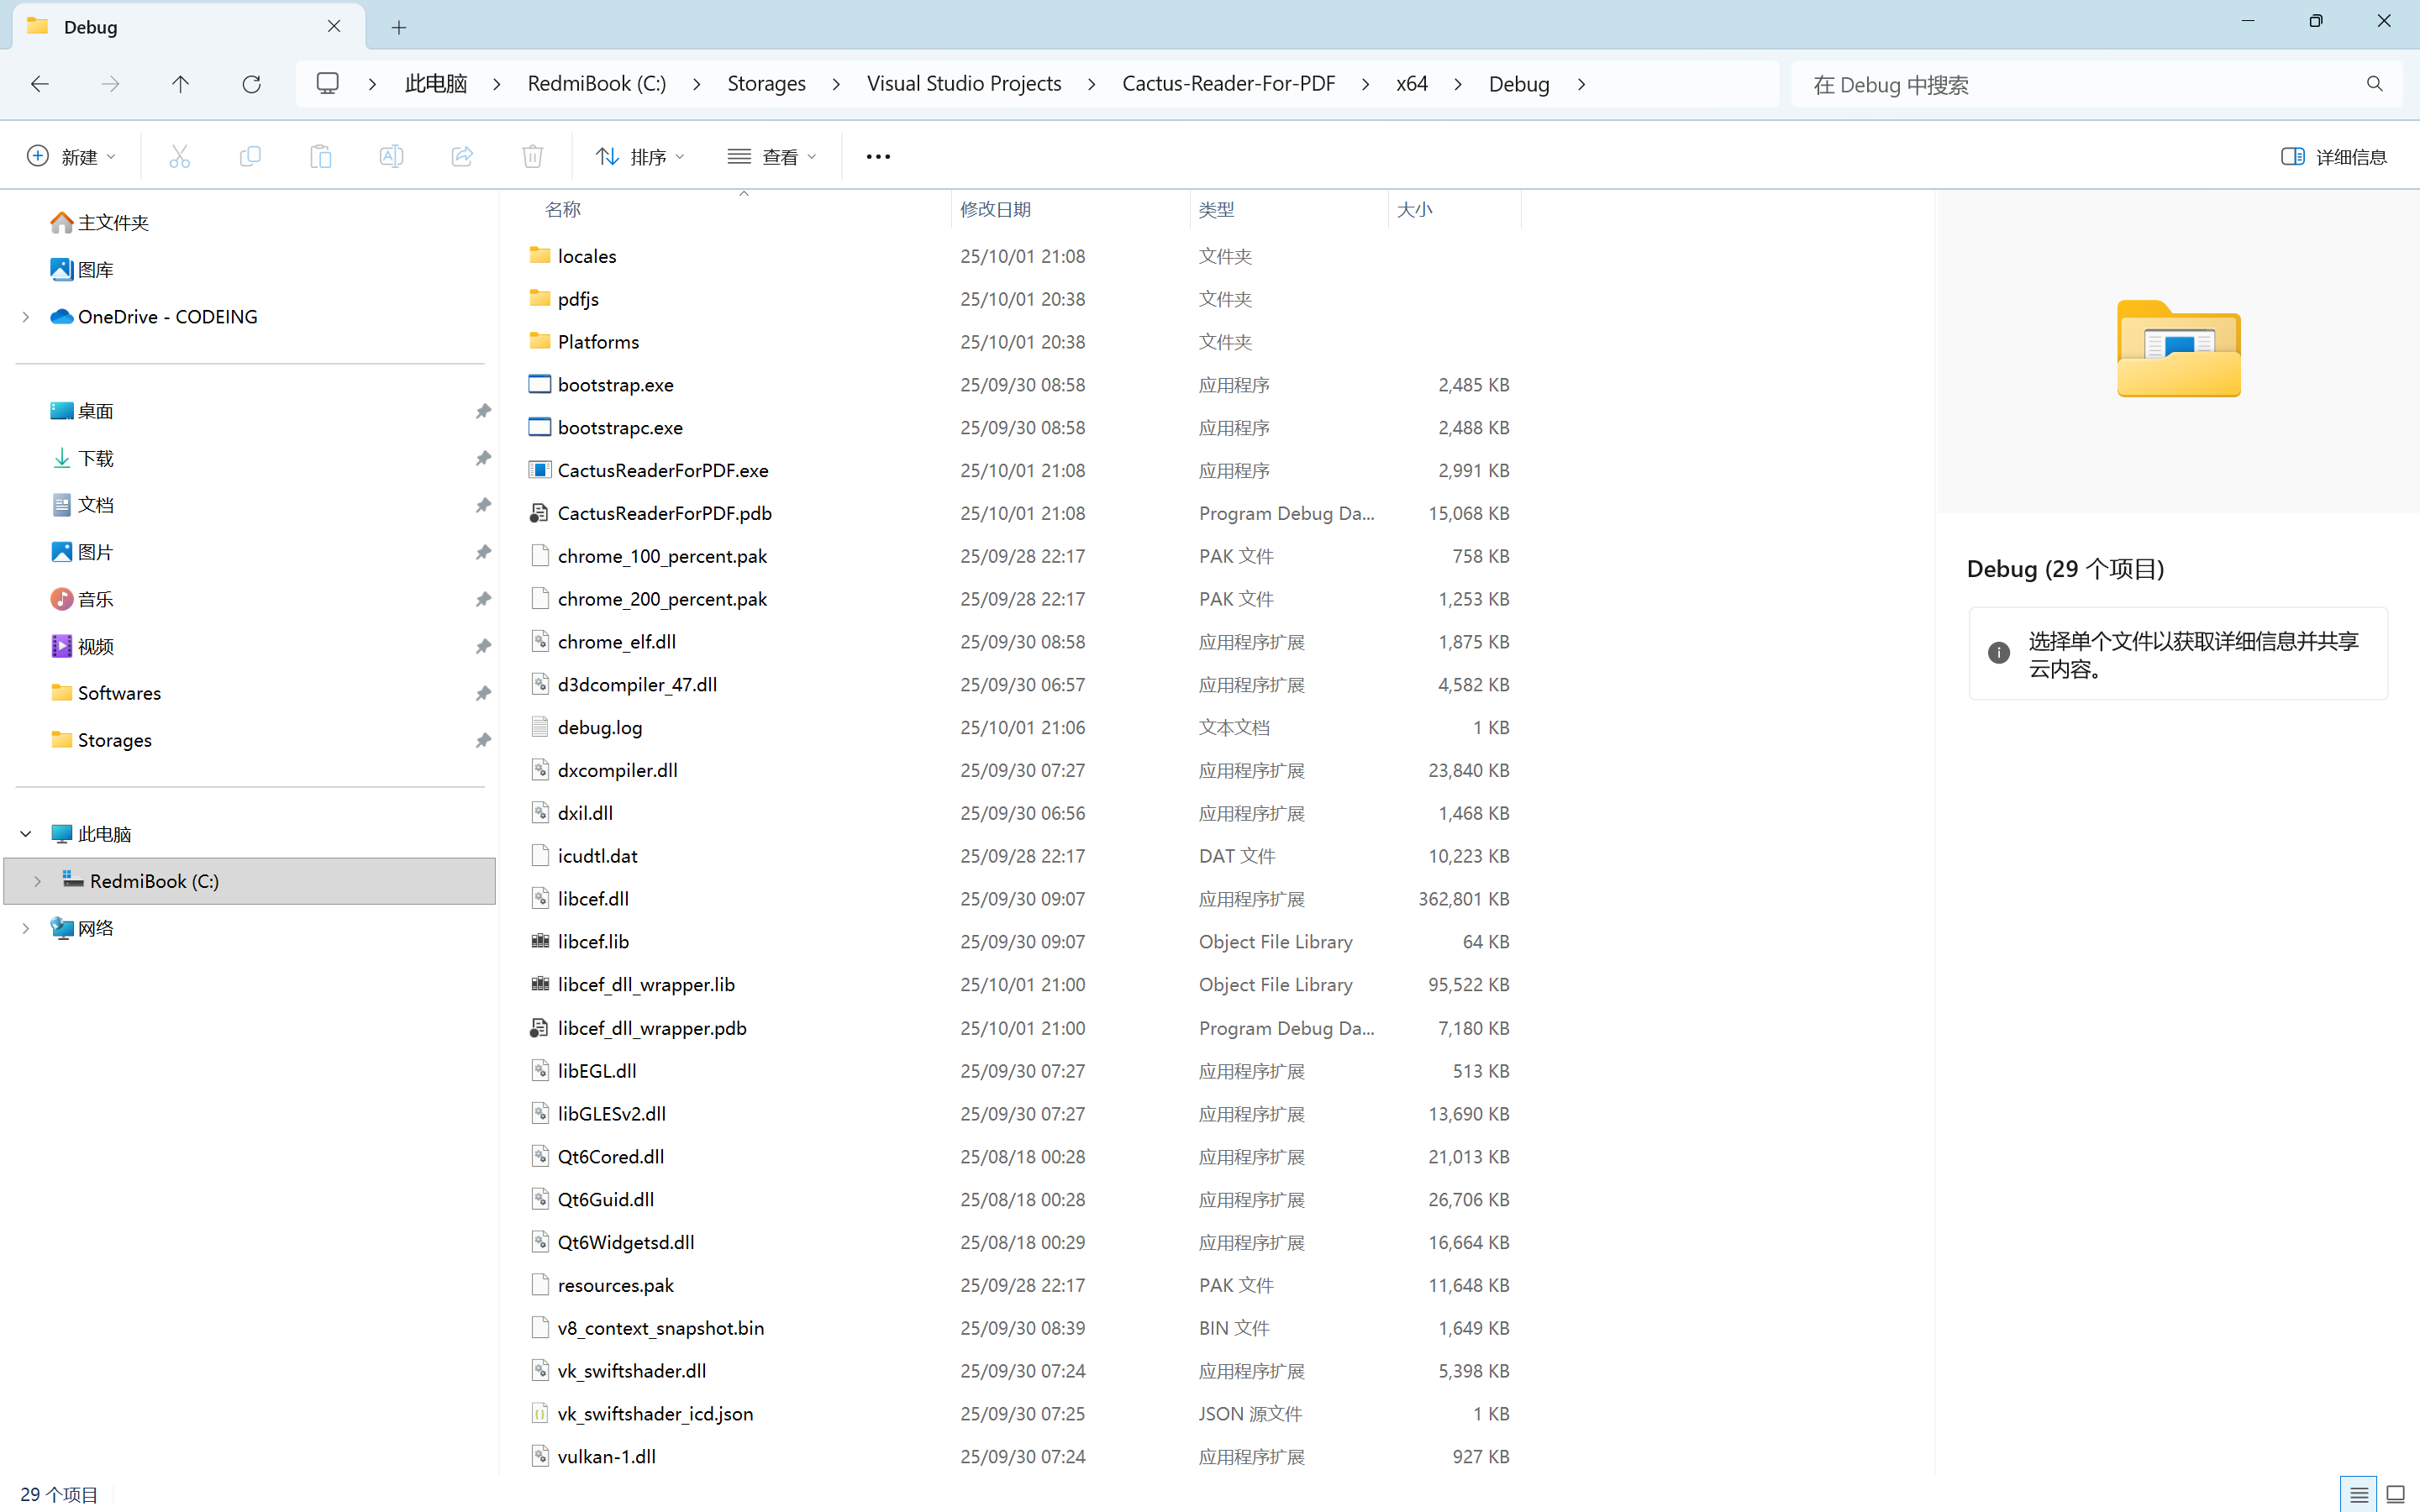 Debug
此电脑 RedmiBook (C:) Storages Visual Studio Projects Cactus-Reader-For-PDF x64 Debug
在 Debug 中搜索
新建 排序 查看 详细信息
主文件夹
图库
OneDrive - CODEING
桌面
下载
文档
图片
音乐
视频
Softwares
Storages
此电脑
RedmiBook (C:)
网络
名称 修改日期 类型 大小
locales 25/10/01 21:08 文件夹
pdfjs 25/10/01 20:38 文件夹
Platforms 25/10/01 20:38 文件夹
bootstrap.exe 25/09/30 08:58 应用程序 2,485 KB
bootstrapc.exe 25/09/30 08:58 应用程序 2,488 KB
CactusReaderForPDF.exe 25/10/01 21:08 应用程序 2,991 KB
CactusReaderForPDF.pdb 25/10/01 21:08 Program Debug Da... 15,068 KB
chrome_100_percent.pak 25/09/28 22:17 PAK 文件 758 KB
chrome_200_percent.pak 25/09/28 22:17 PAK 文件 1,253 KB
chrome_elf.dll 25/09/30 08:58 应用程序扩展 1,875 KB
d3dcompiler_47.dll 25/09/30 06:57 应用程序扩展 4,582 KB
debug.log 25/10/01 21:06 文本文档 1 KB
dxcompiler.dll 25/09/30 07:27 应用程序扩展 23,840 KB
dxil.dll 25/09/30 06:56 应用程序扩展 1,468 KB
icudtl.dat 25/09/28 22:17 DAT 文件 10,223 KB
libcef.dll 25/09/30 09:07 应用程序扩展 362,801 KB
libcef.lib 25/09/30 09:07 Object File Library 64 KB
libcef_dll_wrapper.lib 25/10/01 21:00 Object File Library 95,522 KB
libcef_dll_wrapper.pdb 25/10/01 21:00 Program Debug Da... 7,180 KB
libEGL.dll 25/09/30 07:27 应用程序扩展 513 KB
libGLESv2.dll 25/09/30 07:27 应用程序扩展 13,690 KB
Qt6Cored.dll 25/08/18 00:28 应用程序扩展 21,013 KB
Qt6Guid.dll 25/08/18 00:28 应用程序扩展 26,706 KB
Qt6Widgetsd.dll 25/08/18 00:29 应用程序扩展 16,664 KB
resources.pak 25/09/28 22:17 PAK 文件 11,648 KB
v8_context_snapshot.bin 25/09/30 08:39 BIN 文件 1,649 KB
vk_swiftshader.dll 25/09/30 07:24 应用程序扩展 5,398 KB
vk_swiftshader_icd.json 25/09/30 07:25 JSON 源文件 1 KB
vulkan-1.dll 25/09/30 07:24 应用程序扩展 927 KB
Debug (29 个项目)
选择单个文件以获取详细信息并共享
云内容。
29 个项目